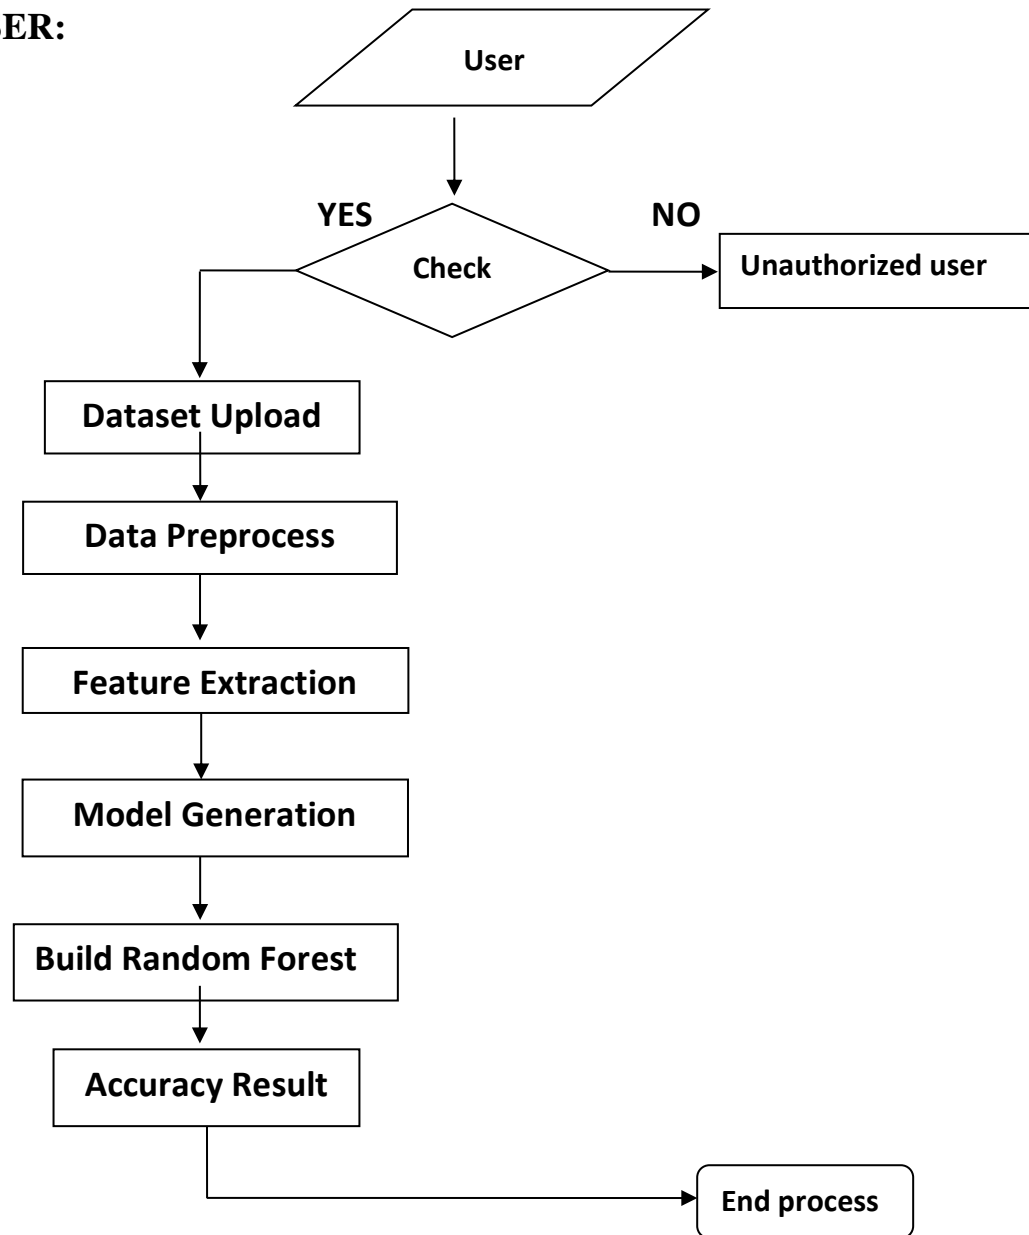 SER:
User
YES
NO
Check
Unauthorized user
Dataset Upload
Data Preprocess
Feature Extraction
Model Generation
Build Random Forest
Accuracy Result
End process